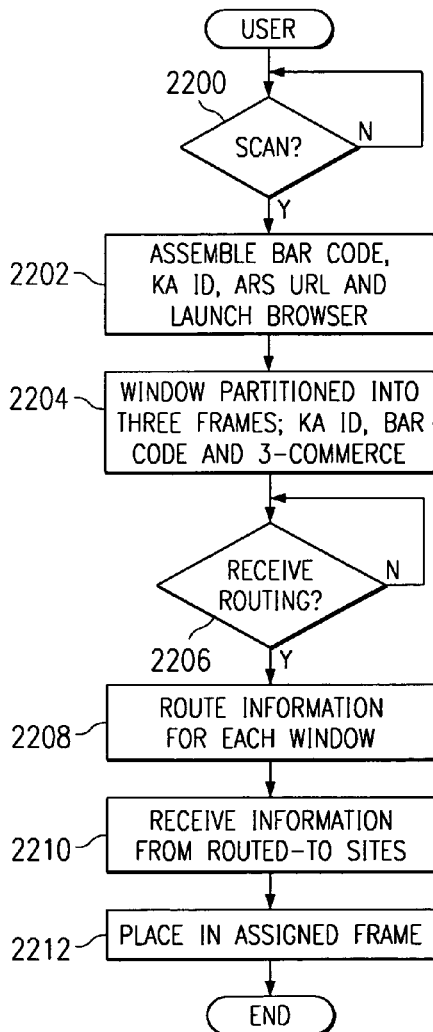 USER
2200
SCAN?
N
Y
2202
ASSEMBLE BAR CODE,
KA ID, ARS URL AND
LAUNCH BROWSER
2204
WINDOW PARTITIONED INTO
THREE FRAMES; KA ID, BAR
CODE AND 3-COMMERCE
RECEIVE
ROUTING?
N
2206
Y
2208
ROUTE INFORMATION
FOR EACH WINDOW
2210
RECEIVE INFORMATION
FROM ROUTED-TO SITES
2212
PLACE IN ASSIGNED FRAME
END